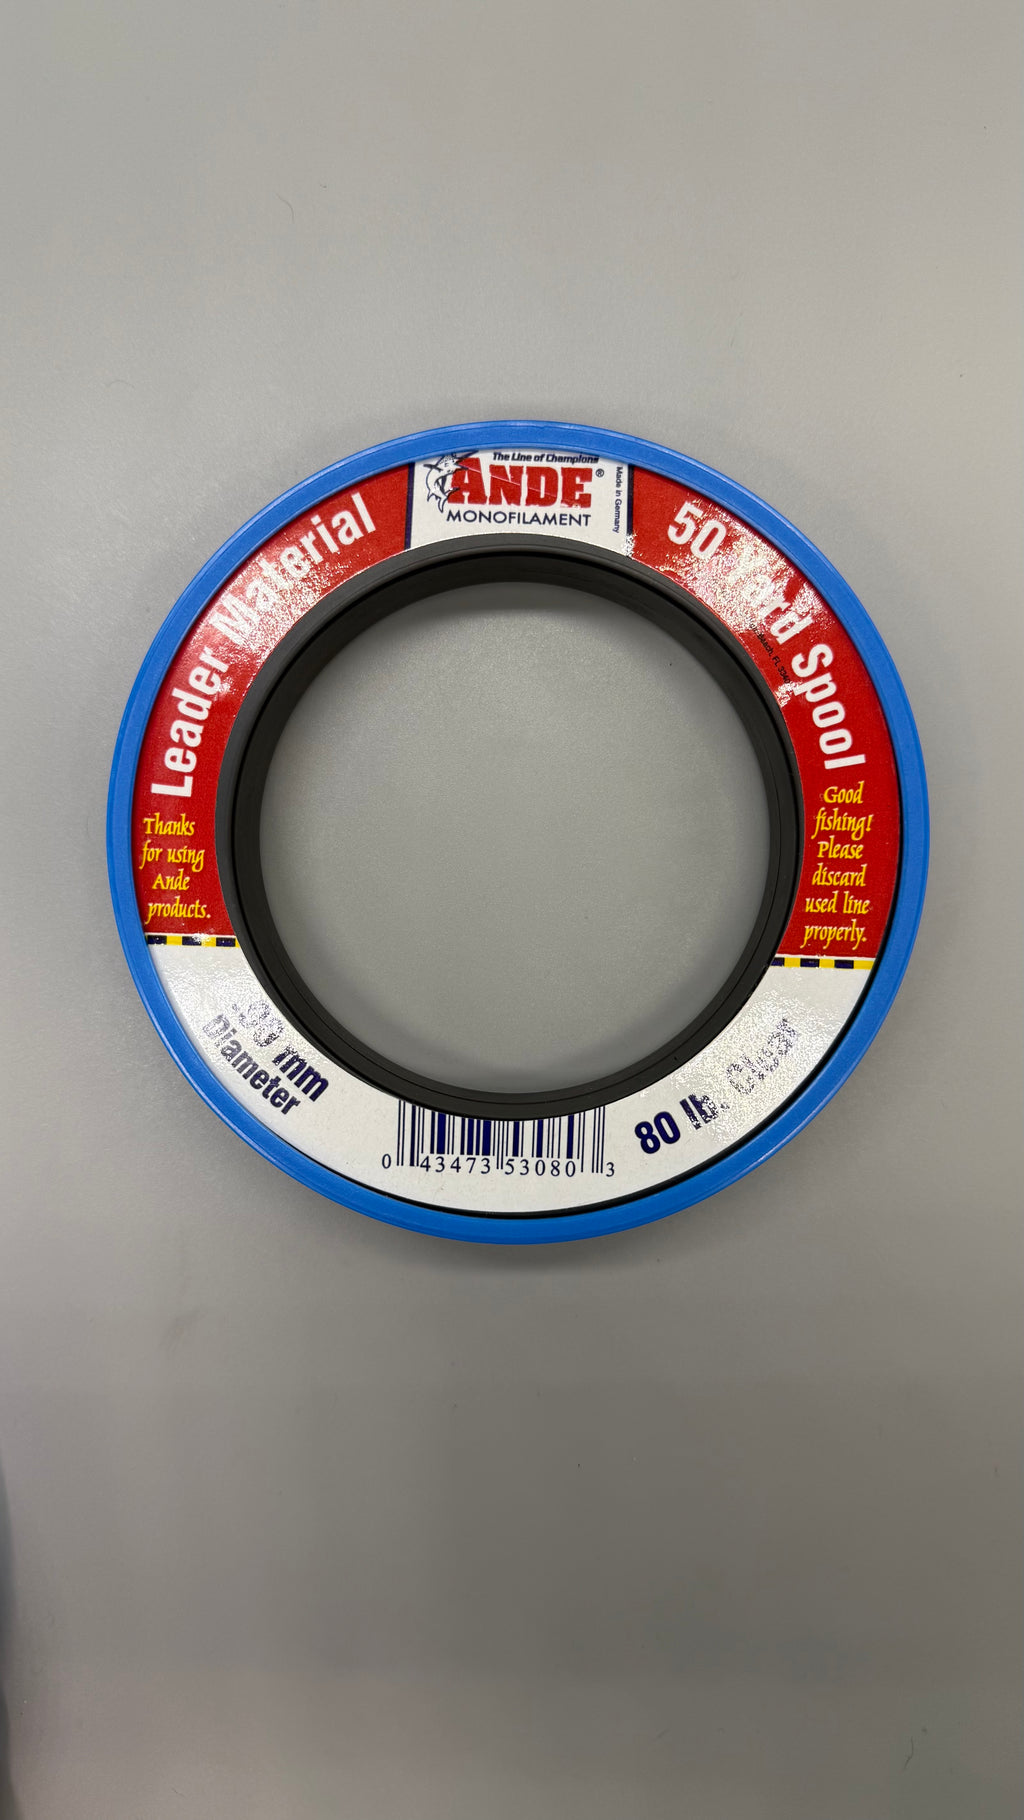 The Line of Champions
ANDE®
MONOFILAMENT
Made in Germany
Leader Material
50 Yard Spool
Thanks
for using
Ande
products.
Good
fishing!
Please
discard
used line
properly.
mm
Diameter
80 lb. Clear
0 43473 53080 3